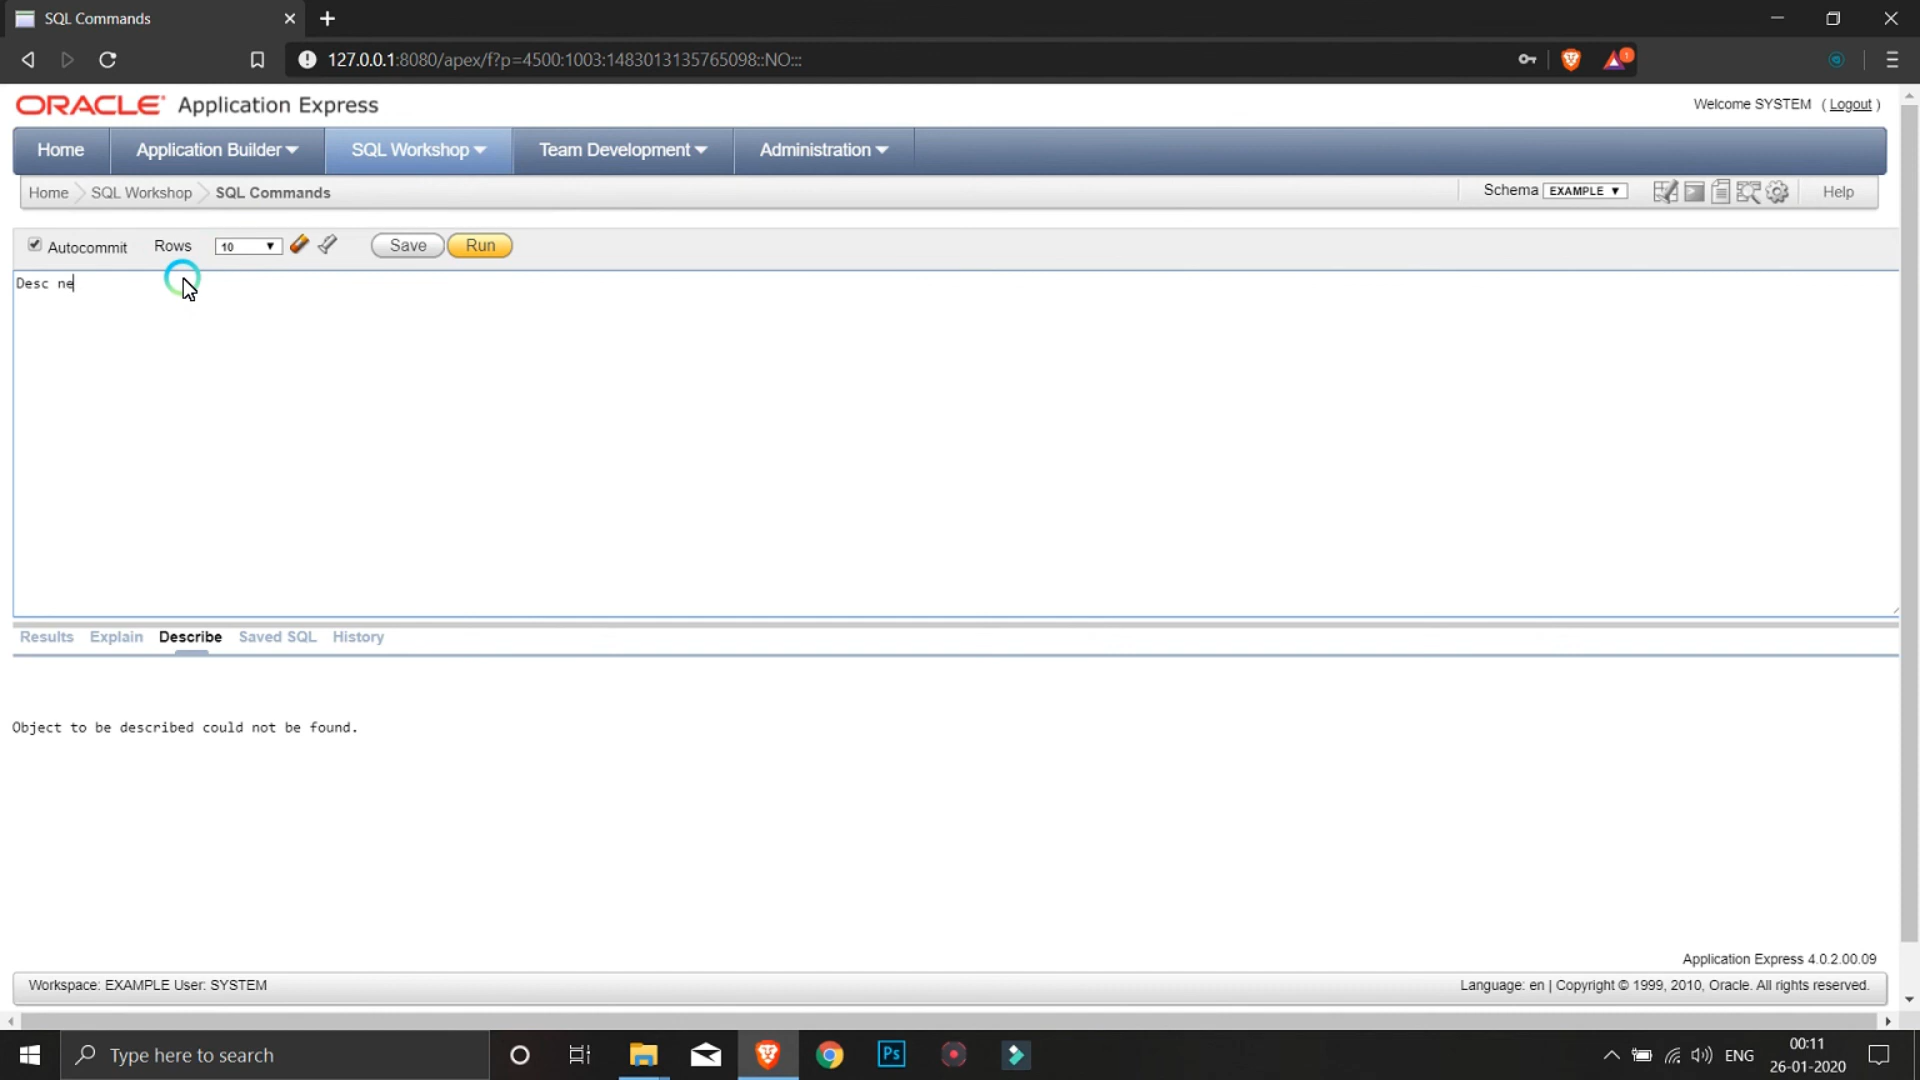 SQL Commands
127.0.0.1:8080/apex/f?p=4500:1003:1483013135765098::NO:::
1
ORACLE Application Express
Welcome SYSTEM ( Logout )
Home Application Builder SQL Workshop Team Development Administration
Home SQL Workshop SQL Commands
Schema EXAMPLE Help
Autocommit Rows 10 Save Run
Desc ne
Results Explain Describe Saved SQL History
Object to be described could not be found.
Application Express 4.0.2.00.09
Workspace: EXAMPLE User: SYSTEM
Language: en | Copyright © 1999, 2010, Oracle. All rights reserved.
Type here to search
Ps
ENG
00:11
26-01-2020